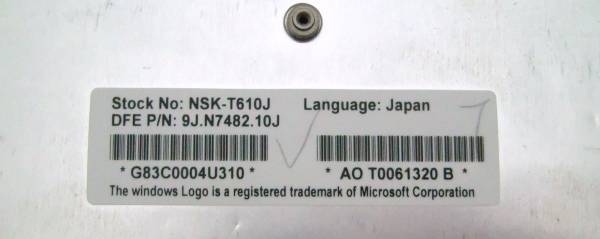 Stock No: NSK-T610J Language: Japan
DFE P/N: 9J.N7482.10J
* G83C0004U310 * * AO T0061320 B *
The windows Logo is a registered trademark of Microsoft Corporation